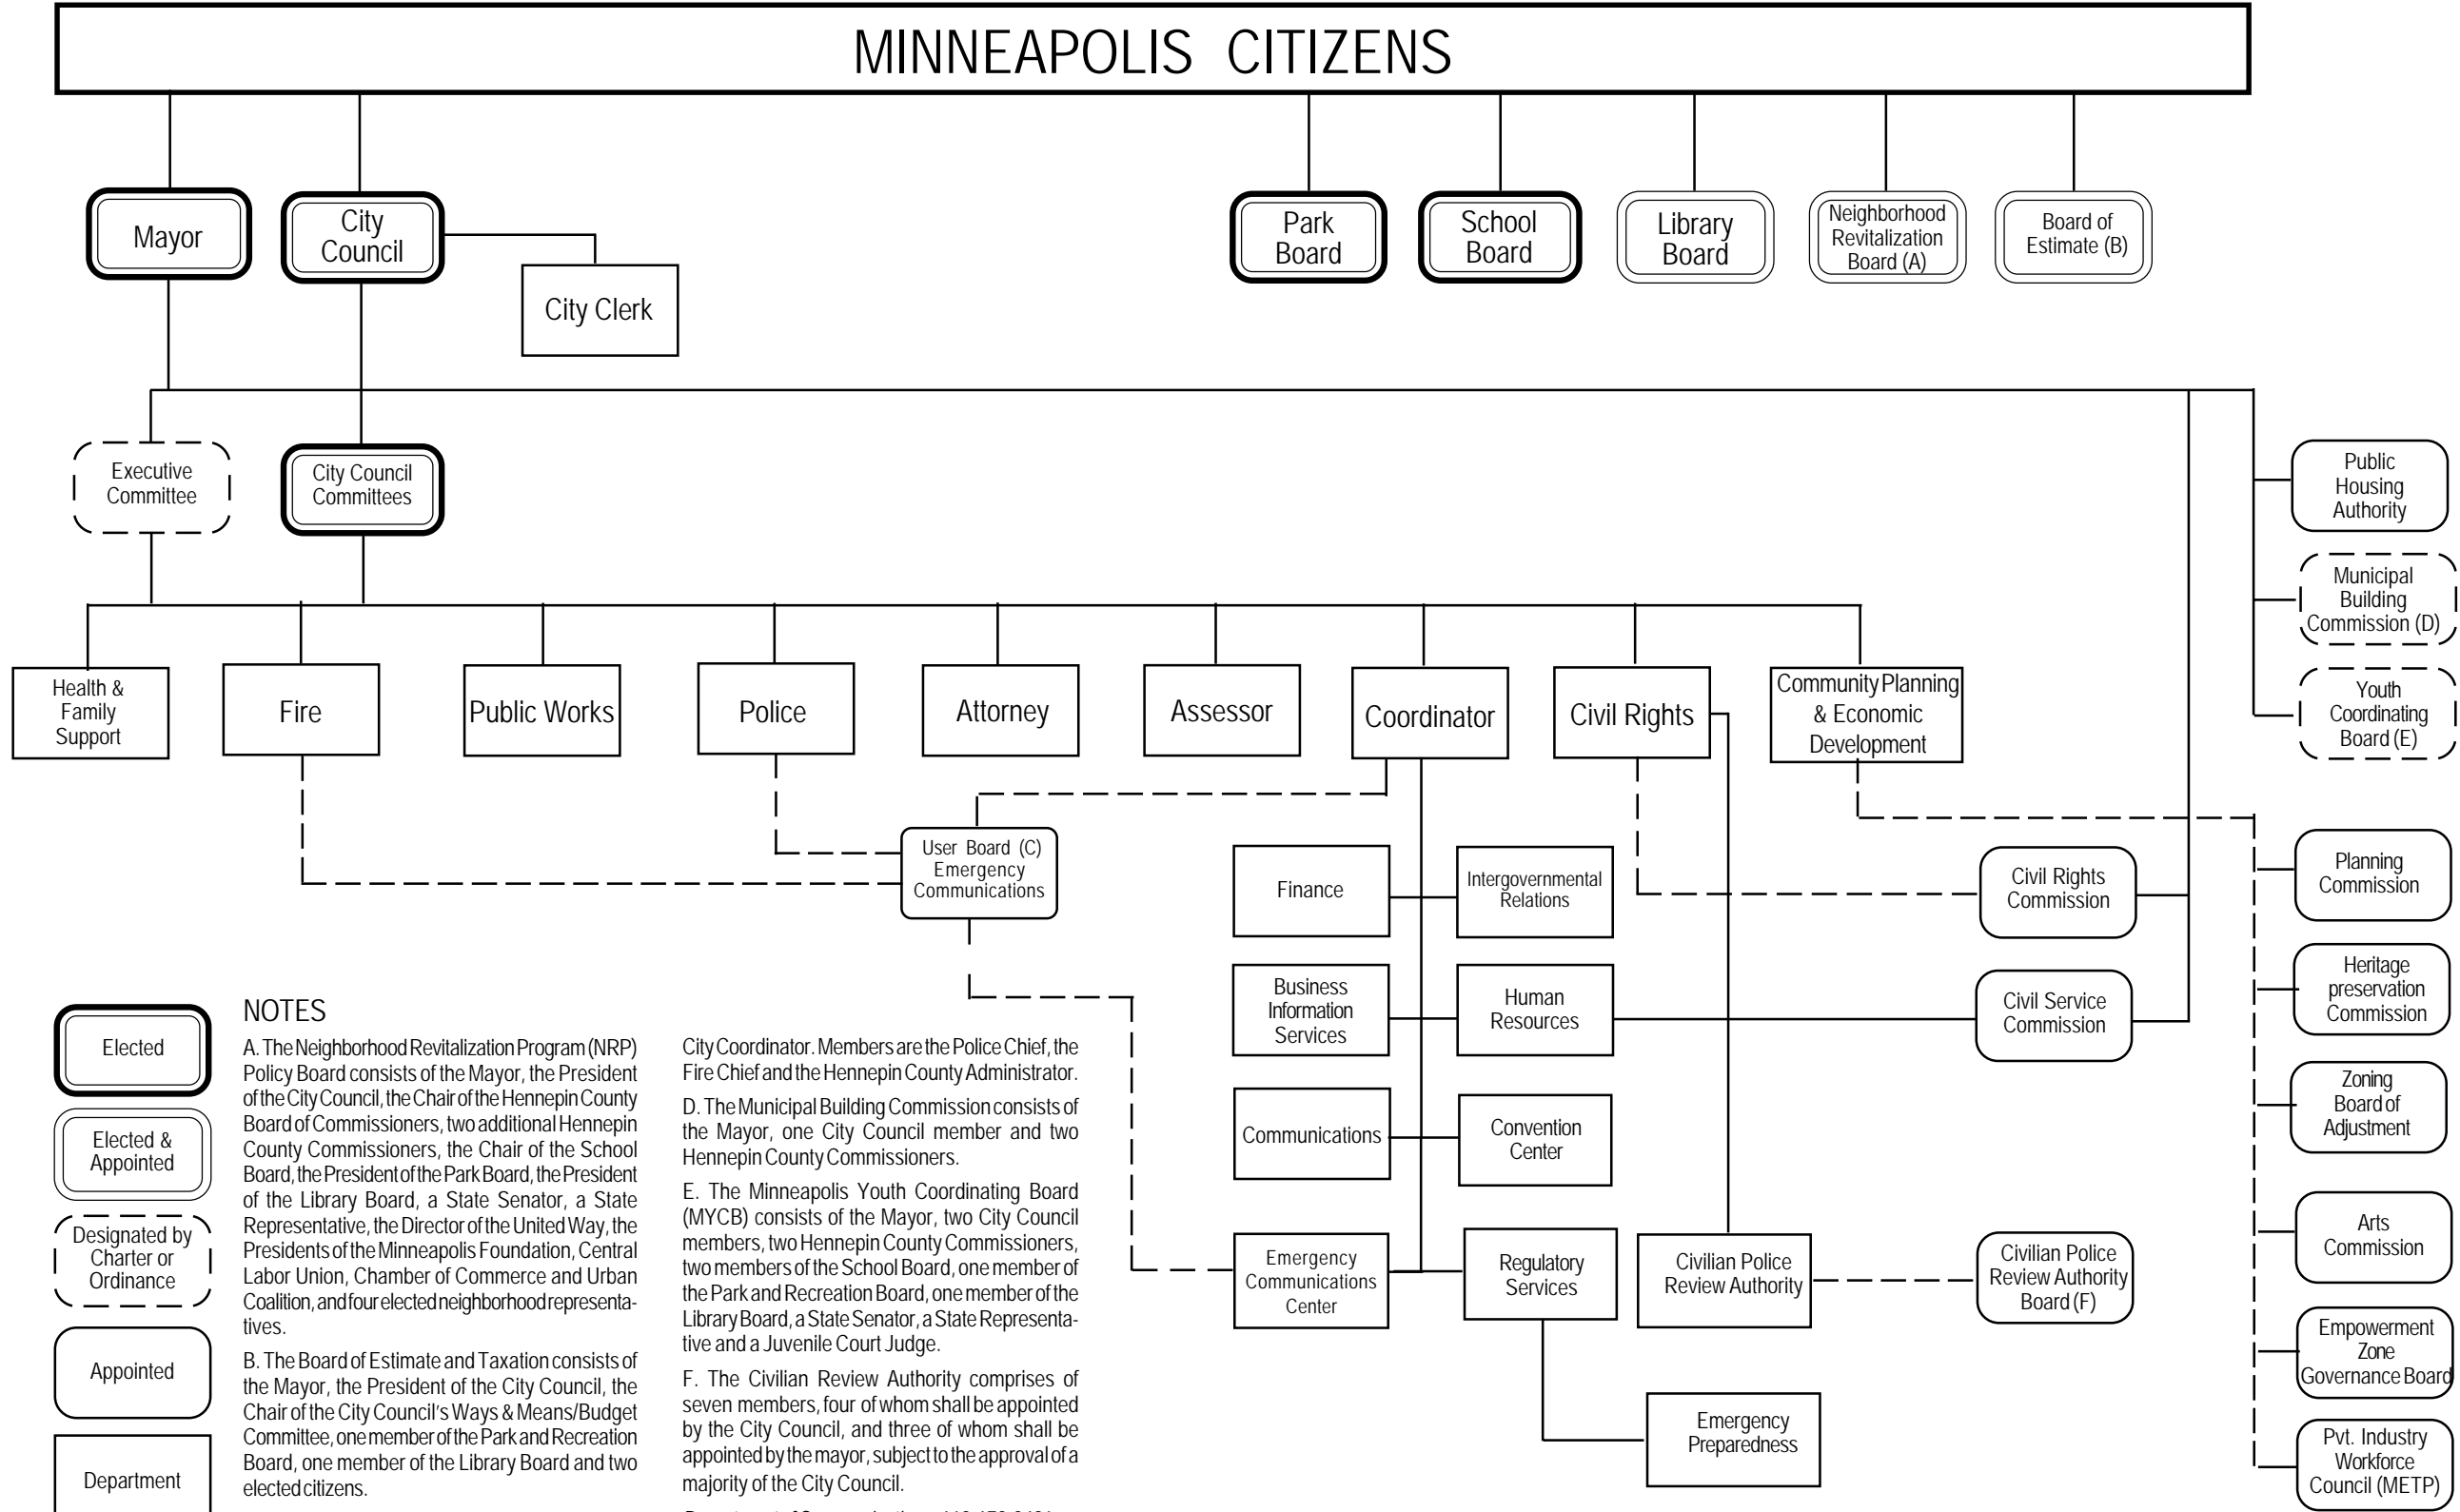 MINNEAPOLIS CITIZENS
Mayor
City
Council
City Clerk
Park
Board
School
Board
Library
Board
Neighborhood
Revitalization
Board (A)
Board of
Estimate (B)
Executive
Committee
City Council
Committees
Public
Housing
Authority
Municipal
Building
Commission (D)
Youth
Coordinating
Board (E)
Health &
Family
Support
Fire
Public Works
Police
Attorney
Assessor
Coordinator
Civil Rights
Community Planning
& Economic
Development
User Board (C)
Emergency
Communications
Finance
Intergovernmental
Relations
Civil Rights
Commission
Planning
Commission
Business
Information
Services
Human
Resources
Civil Service
Commission
Heritage
preservation
Commission
Communications
Convention
Center
Zoning
Board of
Adjustment
Emergency
Communications
Center
Regulatory
Services
Civilian Police
Review Authority
Civilian Police
Review Authority
Board (F)
Arts
Commission
Empowerment
Zone
Governance Board
Emergency
Preparedness
Pvt. Industry
Workforce
Council (METP)
Elected
Elected &
Appointed
Designated by
Charter or
Ordinance
Appointed
Department
NOTES
A. The Neighborhood Revitalization Program (NRP)
Policy Board consists of the Mayor, the President
of the City Council, the Chair of the Hennepin County
Board of Commissioners, two additional Hennepin
County Commissioners, the Chair of the School
Board, the President of the Park Board, the President
of the Library Board, a State Senator, a State
Representative, the Director of the United Way, the
Presidents of the Minneapolis Foundation, Central
Labor Union, Chamber of Commerce and Urban
Coalition, and four elected neighborhood representa-
tives.
B. The Board of Estimate and Taxation consists of
the Mayor, the President of the City Council, the
Chair of the City Council's Ways & Means/Budget
Committee, one member of the Park and Recreation
Board, one member of the Library Board and two
elected citizens.
City Coordinator. Members are the Police Chief, the
Fire Chief and the Hennepin County Administrator.
D. The Municipal Building Commission consists of
the Mayor, one City Council member and two
Hennepin County Commissioners.
E. The Minneapolis Youth Coordinating Board
(MYCB) consists of the Mayor, two City Council
members, two Hennepin County Commissioners,
two members of the School Board, one member of
the Park and Recreation Board, one member of the
Library Board, a State Senator, a State Representa-
tive and a Juvenile Court Judge.
F. The Civilian Review Authority comprises of
seven members, four of whom shall be appointed
by the City Council, and three of whom shall be
appointed by the mayor, subject to the approval of a
majority of the City Council.